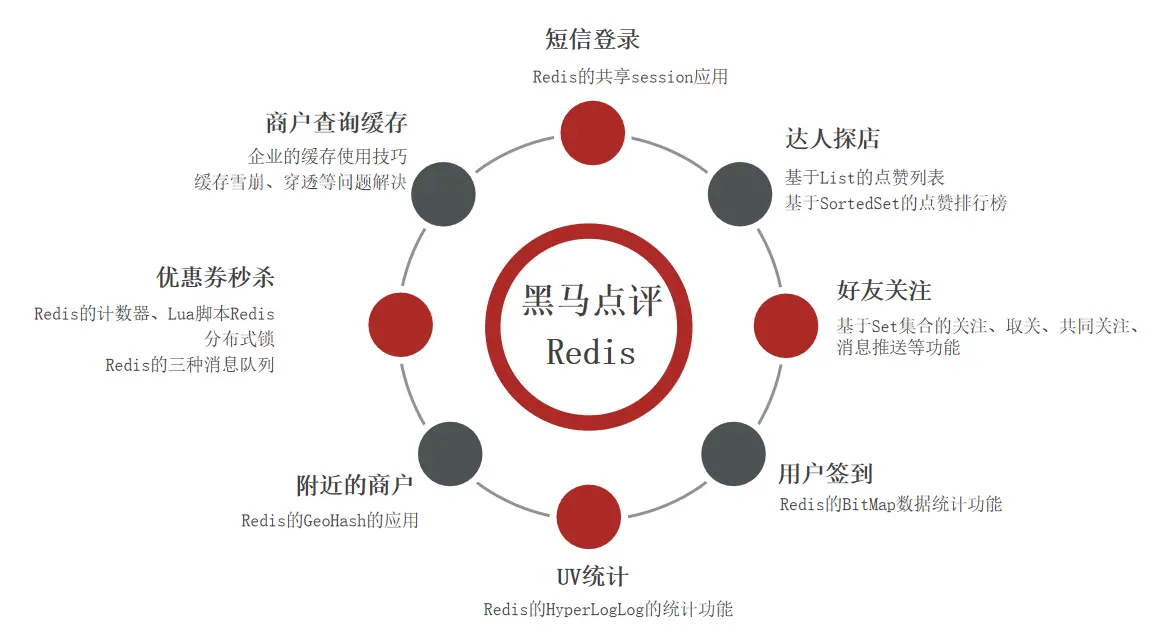 短信登录
Redis的共享session应用
商户查询缓存
企业的缓存使用技巧
缓存雪崩、穿透等问题解决
达人探店
基于List的点赞列表
基于SortedSet的点赞排行榜
优惠券秒杀
Redis的计数器、Lua脚本Redis
分布式锁
Redis的三种消息队列
黑马点评
Redis
好友关注
基于Set集合的关注、取关、共同关注、
消息推送等功能
附近的商户
Redis的GeoHash的应用
用户签到
Redis的BitMap数据统计功能
UV统计
Redis的HyperLogLog的统计功能